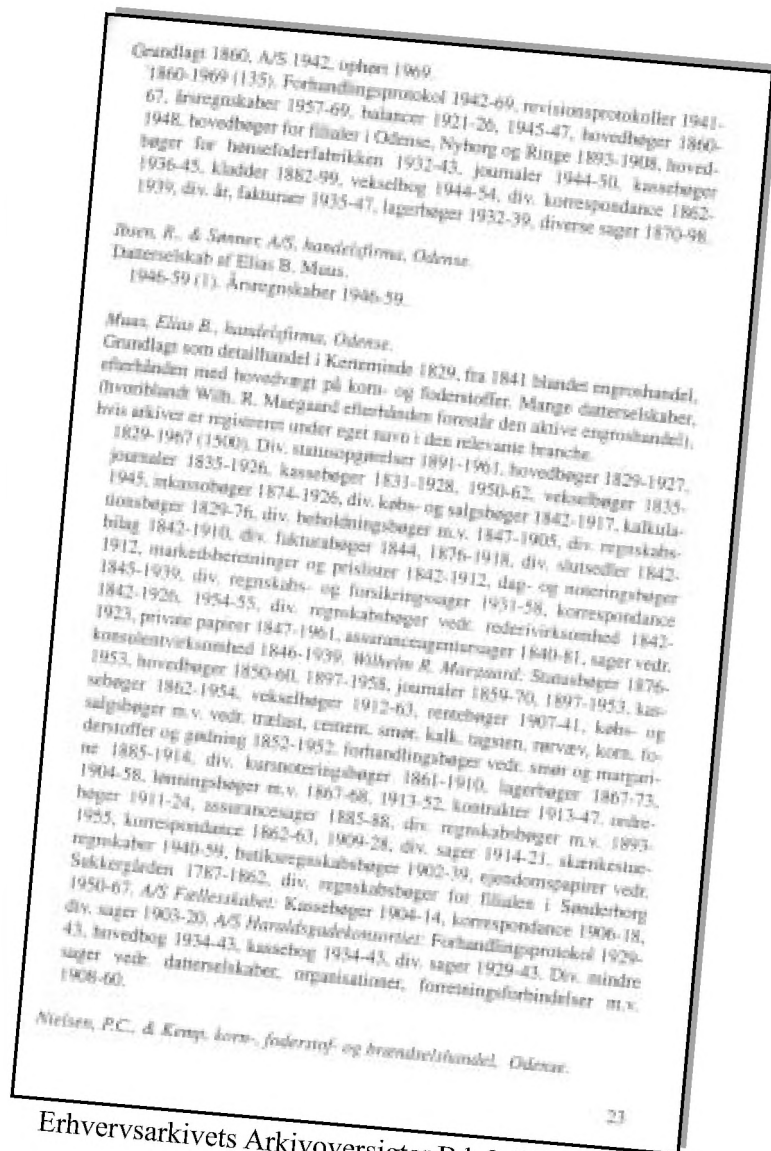 Grundlagt 1860, A/S 1942, ophørt 1969.
1860-1969 (135). Forhandlingsprotokol 1942-69, revisionsprotokoller 1941-
67, årsregnskaber 1957-69, balancer 1921-26, 1945-47, hovedbøger 1860-
1948, hovedbøger for filialer i Odense, Nyborg og Ringe 1893-1908, hoved-
bøger for hønsefoderfabrikken 1932-43, journaler 1944-50, kassebøger
1936-45, kladder 1882-99, vekselbog 1944-54, div. korrespondance 1862-
1939, div. år, fakturaer 1935-47, lagerbøger 1932-39, diverse sager 1870-98.
Ibsen, R., & Sønner, A/S, handelsfirma, Odense.
Datterselskab af Elias B. Muus.
1946-59 (1). Årsregnskaber 1946-59.
Muus, Elias B., handelsfirma, Odense.
Grundlagt som detailhandel i Kerteminde 1829, fra 1841 blandet engroshandel,
efterhånden med hovedvægt på korn- og foderstoffer. Mange datterselskaber,
(hvoriblandt Wilh. R. Maegaard efterhånden forestår den aktive engroshandel),
hvis arkiver er registreret under eget navn i den relevante branche.
1829-1967 (1500). Div. statusopgørelser 1891-1961, hovedbøger 1829-1927,
journaler 1835-1926, kassebøger 1831-1928, 1950-62, vekselbøger 1835-
1945, inkassobøger 1874-1926, div. købs- og salgsbøger 1842-1917, kalkula-
tionsbøger 1829-76, div. beholdningsbøger m.v. 1847-1905, div. regnskabs-
bilag 1842-1910, div. fakturabøger 1844, 1876-1918, div. slutsedler 1842-
1912, markedsberetninger og prislister 1842-1912, dag- og noteringsbøger
1845-1939, div. regnskabs- og forsikringssager 1931-58, korrespondance
1842-1926, 1954-55, div. regnskabsbøger vedr. rederivirksomhed 1842-
1923, private papirer 1847-1961, assuranceagentursager 1840-81, sager vedr.
konsulentvirksomhed 1846-1939. Wilhelm R. Maegaard: Statusbøger 1876-
1953, hovedbøger 1850-60, 1897-1958, journaler 1859-70, 1897-1953, kas-
sebøger 1862-1954, vekselbøger 1912-63, rentebøger 1907-41, købs- og
salgsbøger m.v. vedr. trælast, cement, smør, kalk, tagsten, rørvæv, korn, fo-
derstoffer og gødning 1852-1952, forhandlingsbøger vedr. smør og margari-
ne 1885-1914, div. kursnoteringsbøger 1861-1910, lagerbøger 1867-73,
1904-58, lønningsbøger m.v. 1867-68, 1913-52, kontrakter 1913-47, ordre-
bøger 1911-24, assurancesager 1885-88, div. regnskabsbøger m.v. 1893-
1955, korrespondance 1862-63, 1909-28, div. sager 1914-21, skænkestue-
regnskaber 1940-59, butiksregnskabsbøger 1902-39, ejendomspapirer vedr.
Sukkergården 1787-1862, div. regnskabsbøger for filialen i Sønderborg
1950-67. A/S Fællesskabet: Kassebøger 1904-14, korrespondance 1906-18,
div. sager 1903-20. A/S Haraldsgadekonsortiet: Forhandlingsprotokol 1929-
43, hovedbog 1934-43, kassebog 1934-43, div. sager 1929-43. Div. mindre
sager vedr. datterselskaber, organisationer, forretningsforbindelser m.v.
1908-60.
Nielsen, P.C., & Kemp, korn-, foderstof- og brændselshandel, Odense.
23
Erhvervsarkivets Arkivoversigter